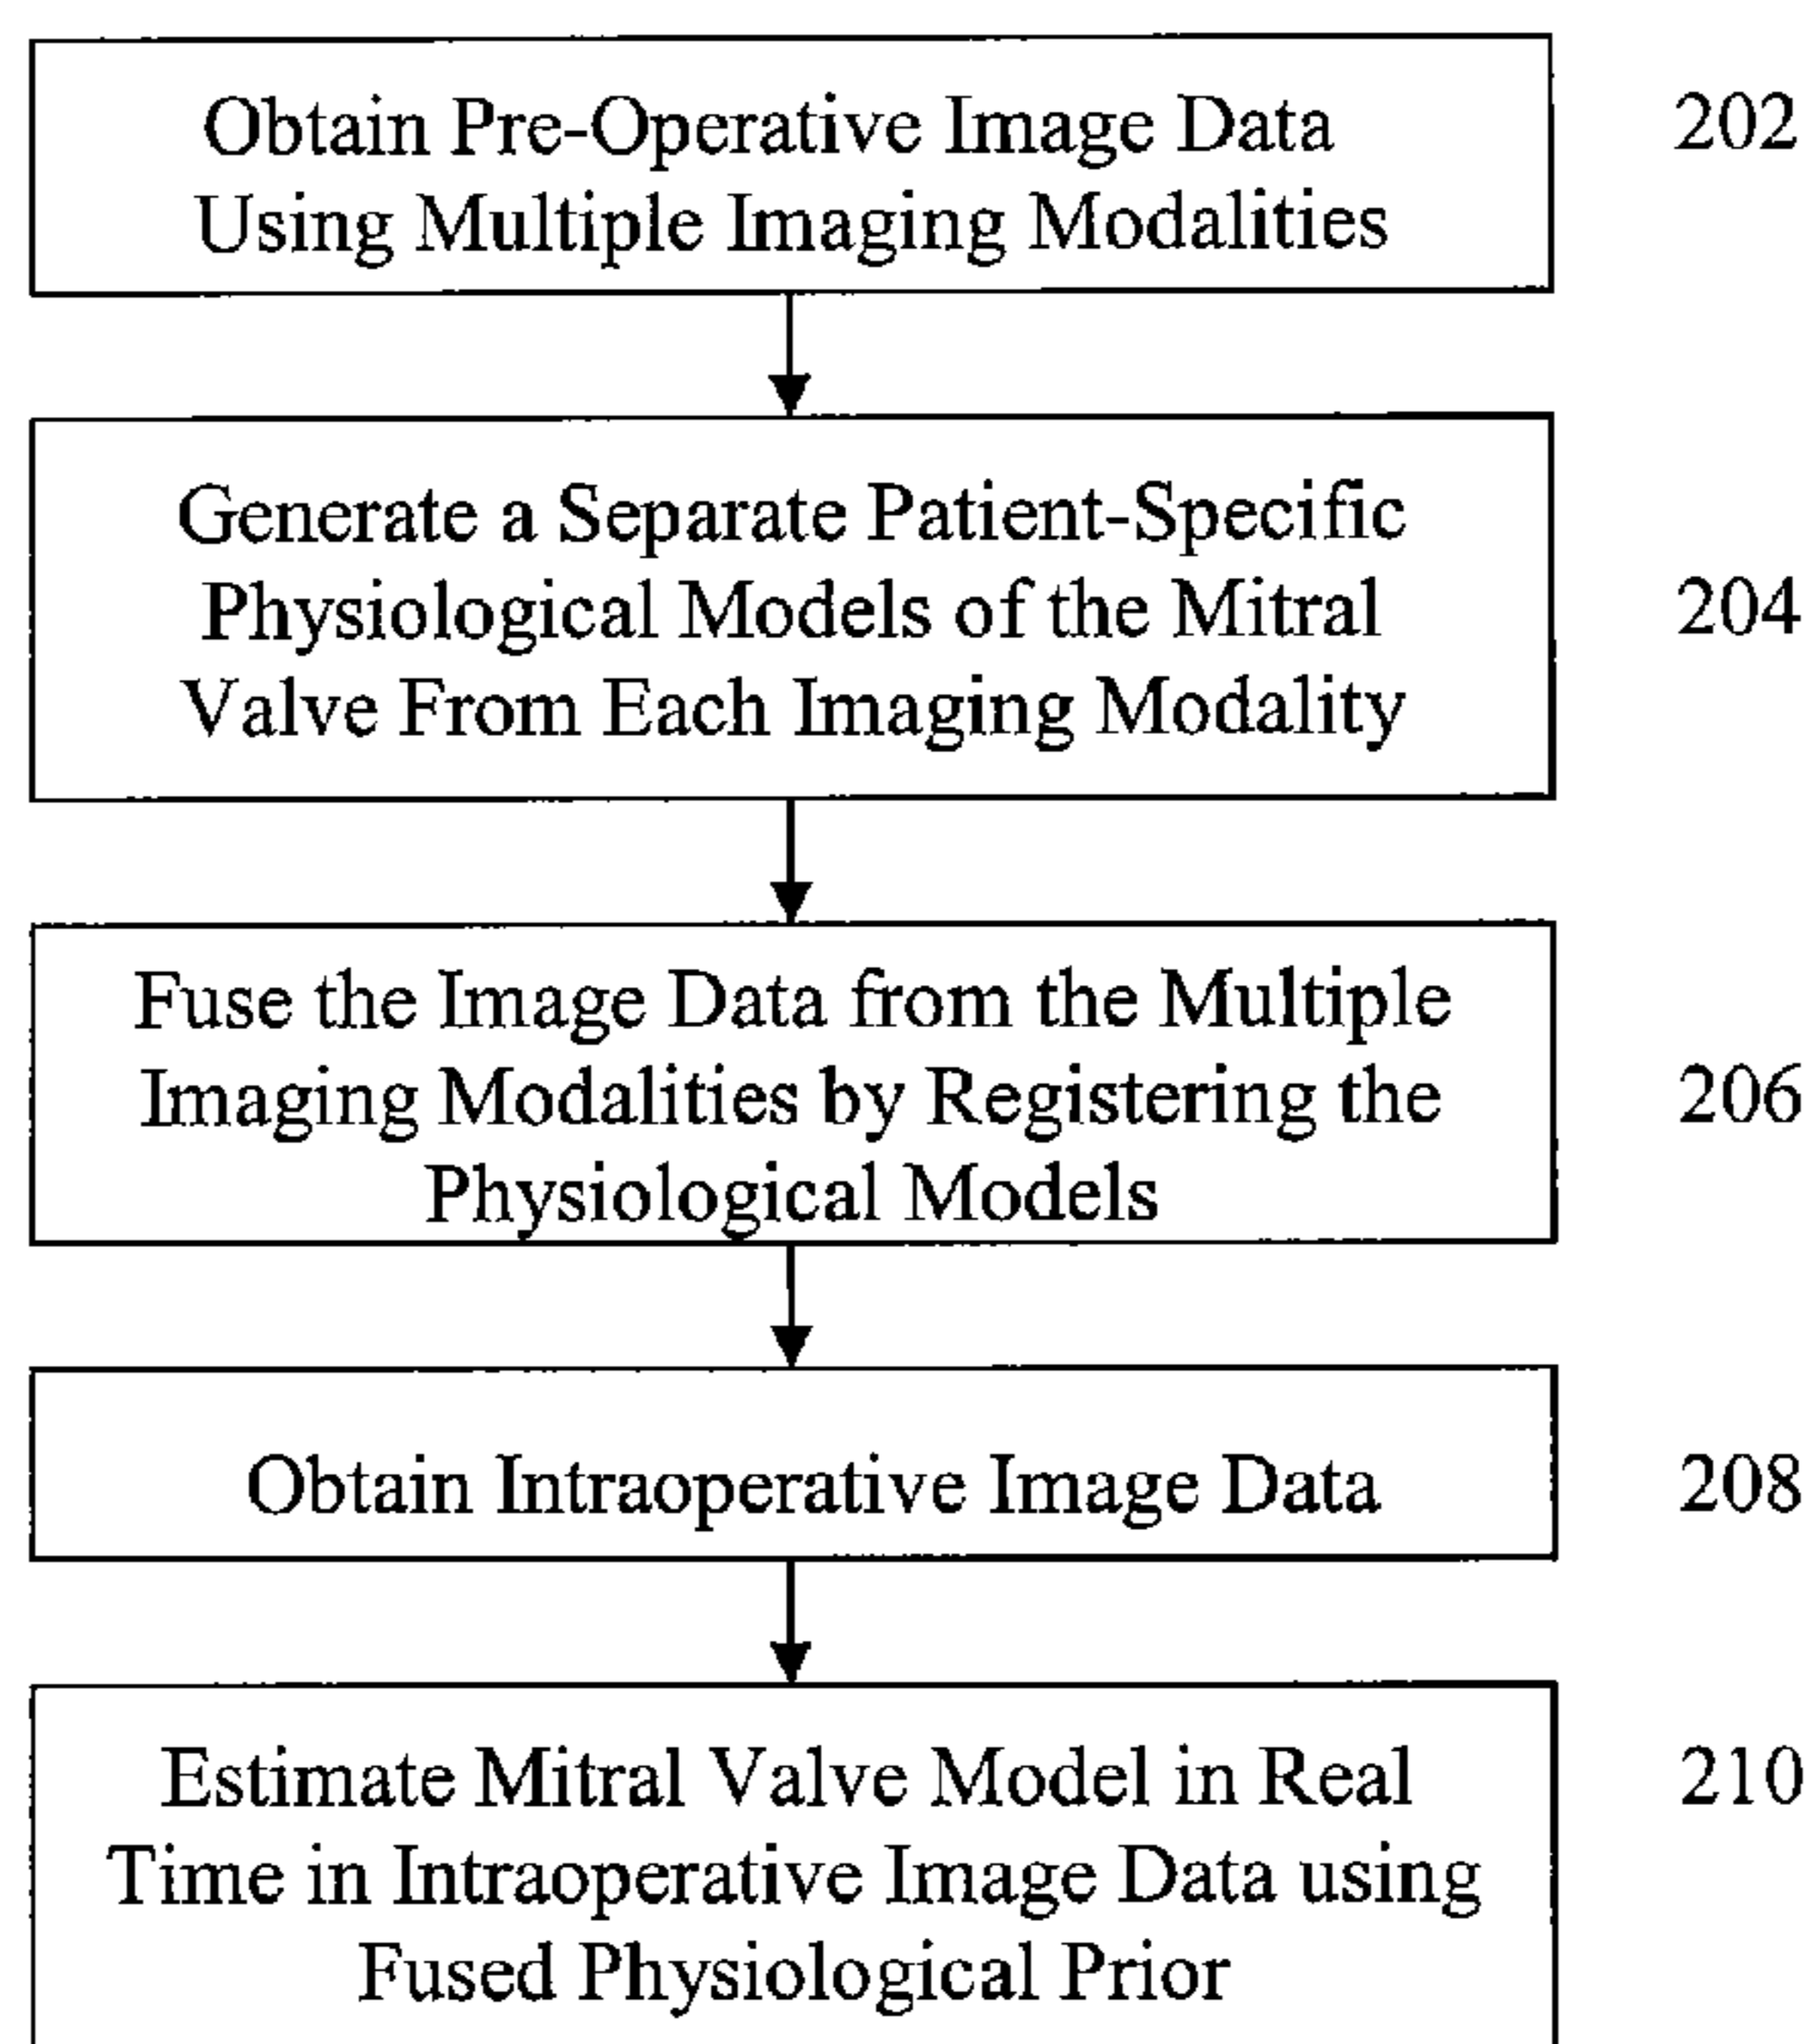 Obtain Pre-Operative Image Data
Using Multiple Imaging Modalities
202
Generate a Separate Patient-Specific
Physiological Models of the Mitral
Valve From Each Imaging Modality
204
Fuse the Image Data from the Multiple
Imaging Modalities by Registering the
Physiological Models
206
Obtain Intraoperative Image Data
208
Estimate Mitral Valve Model in Real
Time in Intraoperative Image Data using
Fused Physiological Prior
210